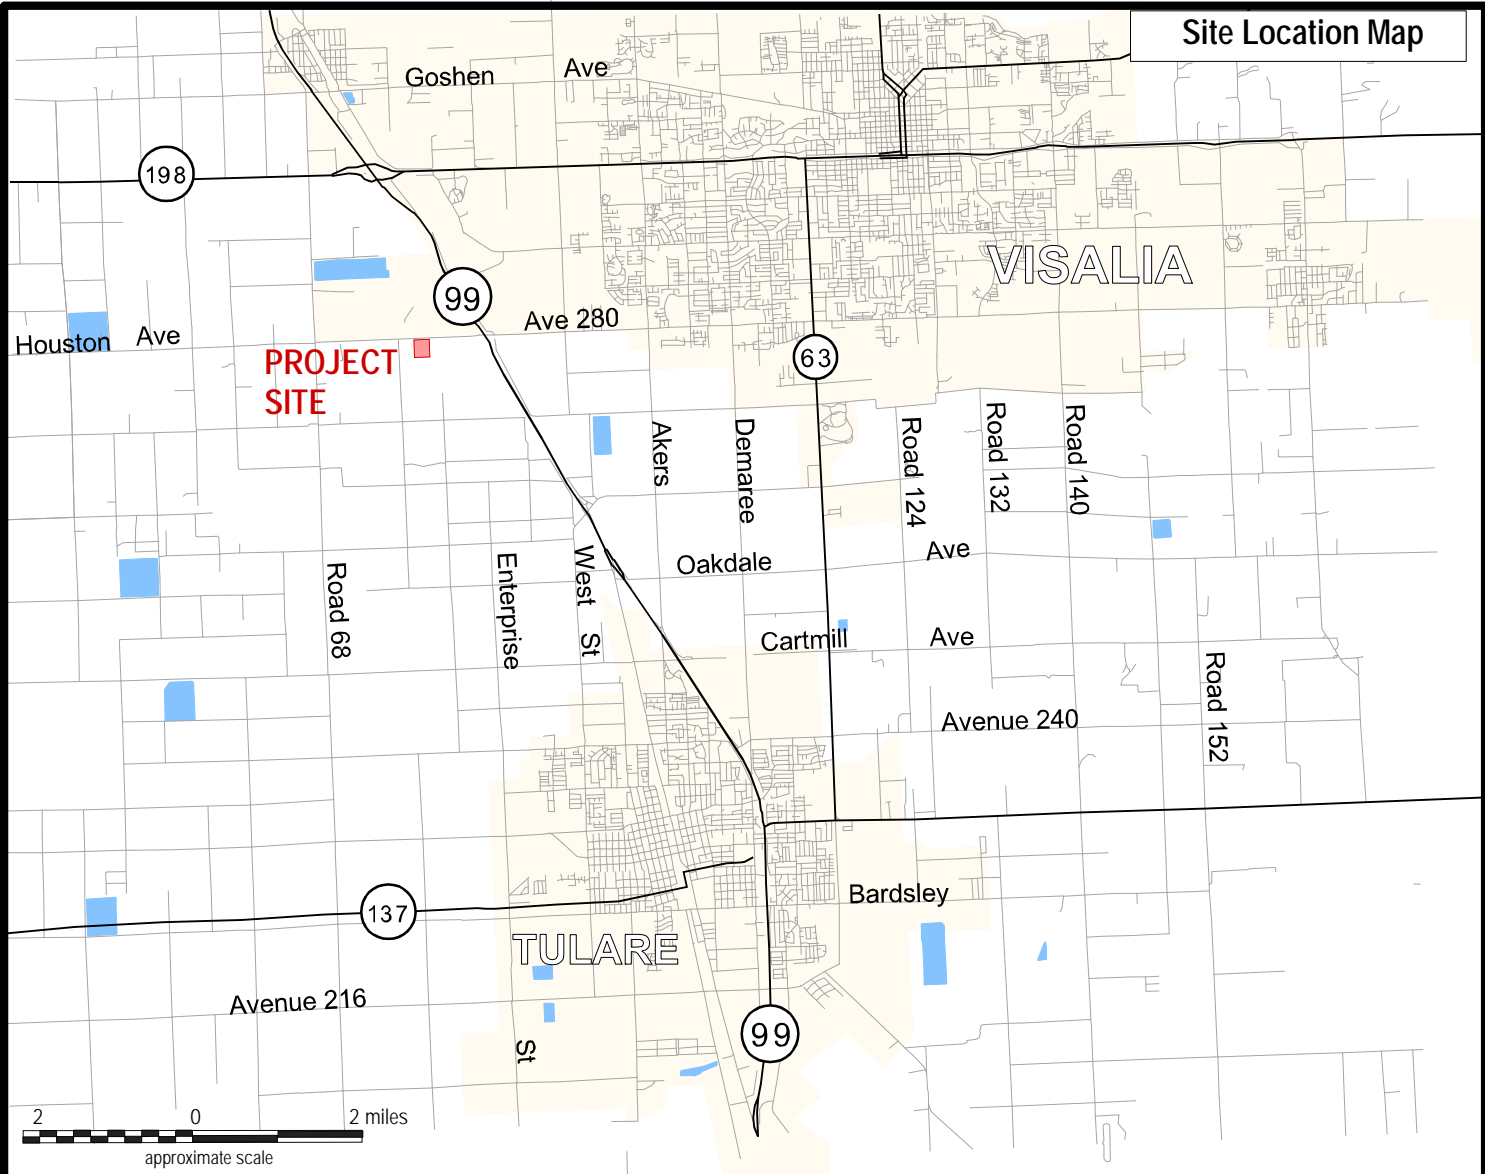 Site Location Map
Goshen Ave
198
99
VISALIA
Houston Ave
Ave 280
PROJECT
SITE
63
Akers
Demaree
Road 124
Road 132
Road 140
Oakdale Ave
Road 68
Enterprise
West St
Cartmill Ave
Road 152
Avenue 240
Bardsley
137
TULARE
Avenue 216
St
99
2 0 2 miles
approximate scale